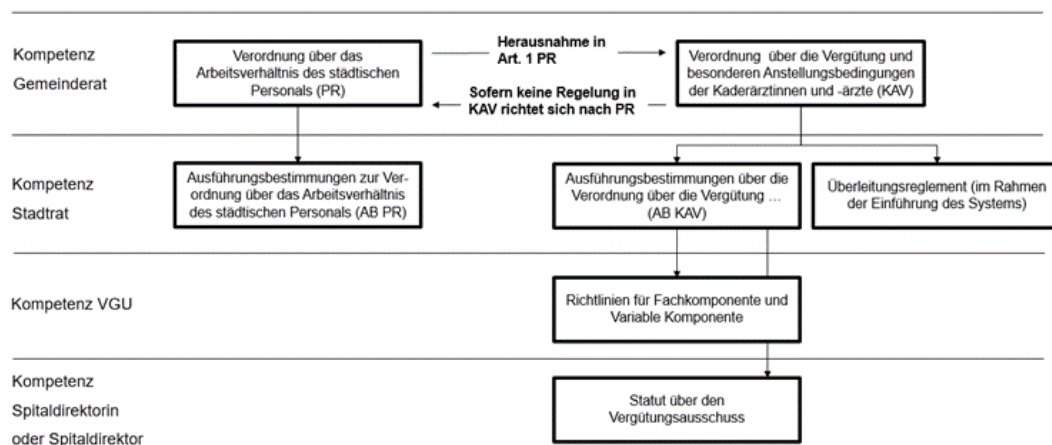 Kompetenz
Gemeinderat
Verordnung über das
Arbeitsverhältnis des städtischen
Personals (PR)
Herausnahme in
Art. 1 PR
Sofern keine Regelung in
KAV richtet sich nach PR
Verordnung über die Vergütung und
besonderen Anstellungsbedingungen
der Kaderärztinnen und -ärzte (KAV)
Kompetenz
Stadtrat
Ausführungsbestimmungen zur Ver-
ordnung über das Arbeitsverhältnis
des städtischen Personals (AB PR)
Ausführungsbestimmungen über die
Verordnung über die Vergütung ...
(AB KAV)
Überleitungsreglement (im Rahmen
der Einführung des Systems)
Kompetenz VGU
Richtlinien für Fachkomponente und
Variable Komponente
Kompetenz
Spitaldirektorin
oder Spitaldirektor
Statut über den
Vergütungsausschuss